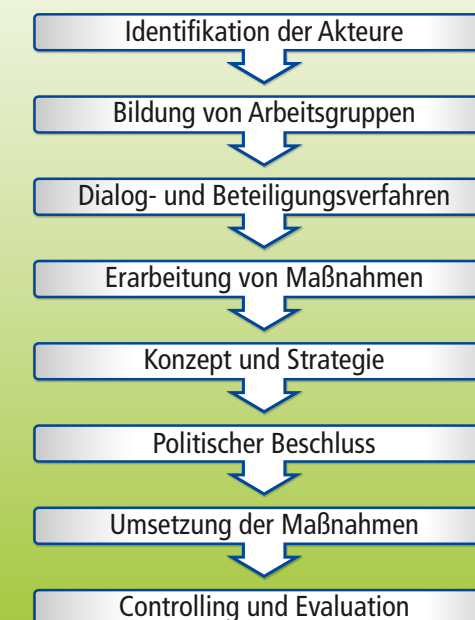 Identifikation der Akteure
Bildung von Arbeitsgruppen
Dialog- und Beteiligungsverfahren
Erarbeitung von Maßnahmen
Konzept und Strategie
Politischer Beschluss
Umsetzung der Maßnahmen
Controlling und Evaluation